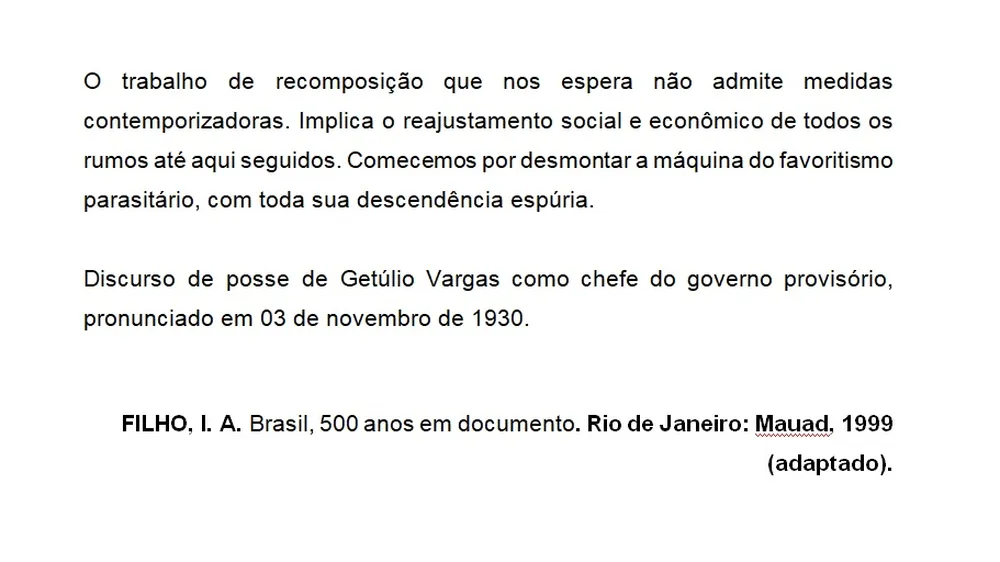 O trabalho de recomposição que nos espera não admite medidas
contemporizadoras. Implica o reajustamento social e econômico de todos os
rumos até aqui seguidos. Comecemos por desmontar a máquina do favoritismo
parasitário, com toda sua descendência espúria.
Discurso de posse de Getúlio Vargas como chefe do governo provisório,
pronunciado em 03 de novembro de 1930.
FILHO, I. A. Brasil, 500 anos em documento. Rio de Janeiro: Mauad, 1999
(adaptado).